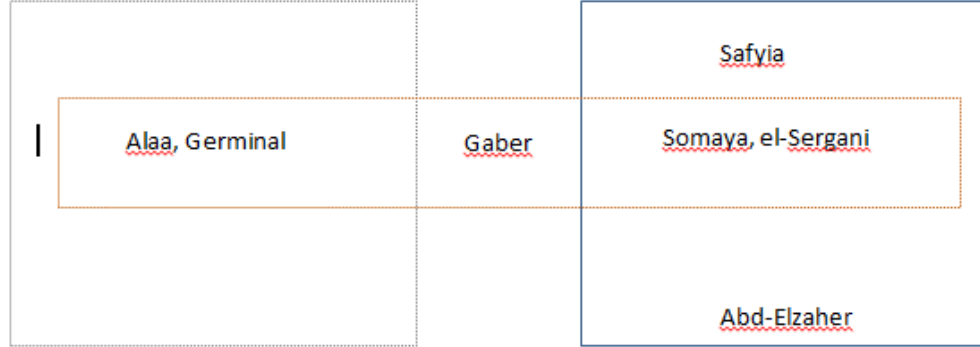 Safyia
Alaa, Germinal
Gaber
Somaya, el-Sergani
Abd-Elzaher